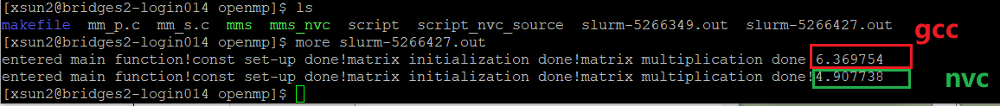 [xsun2@bridges2-login014 openmp]$ ls
makefile mm_p.c mm_s.c mms mms_nvc script script_nvc_source slurm-5266349.out slurm-5266427.out
[xsun2@bridges2-login014 openmp]$ more slurm-5266427.out
gcc
entered main function!const set-up done!matrix initialization done!matrix multiplication done!6.369754
entered main function!const set-up done!matrix initialization done!matrix multiplication done!4.907738
nvc
[xsun2@bridges2-login014 openmp]$